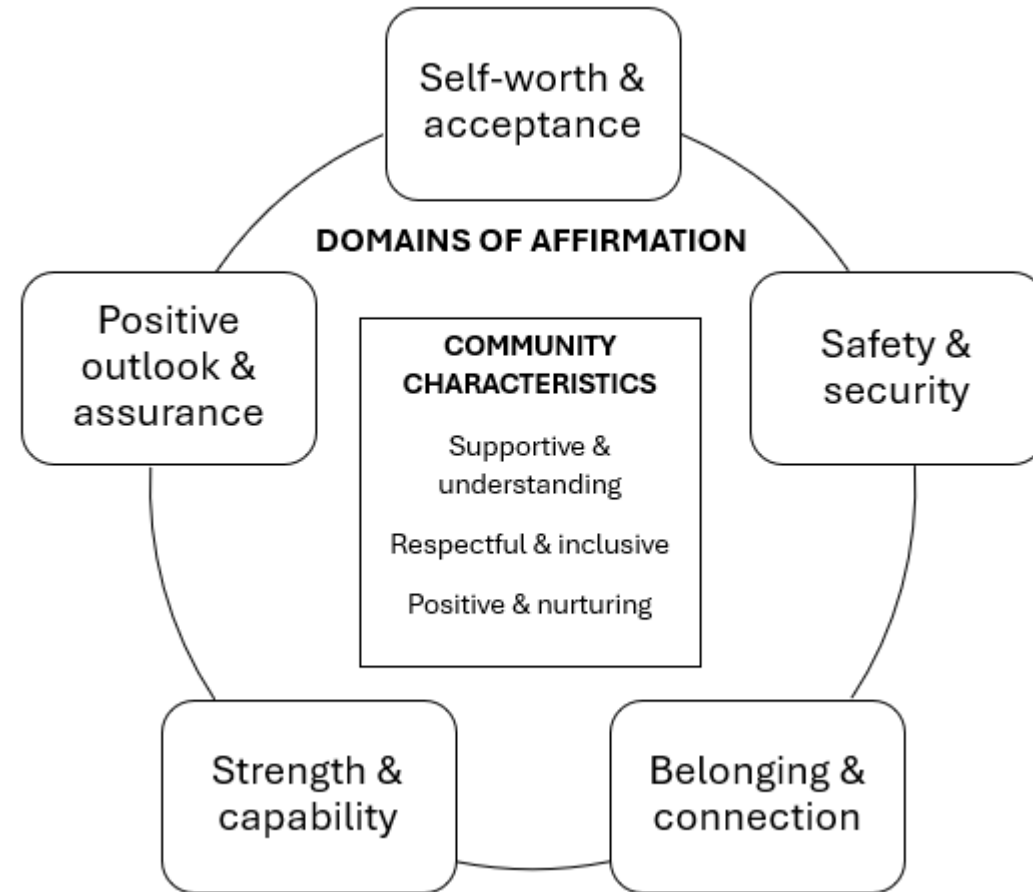 Self-worth &
acceptance
DOMAINS OF AFFIRMATION
Positive
outlook &
assurance
COMMUNITY
CHARACTERISTICS
Supportive &
understanding
Respectful & inclusive
Positive & nurturing
Safety &
security
Strength &
capability
Belonging &
connection